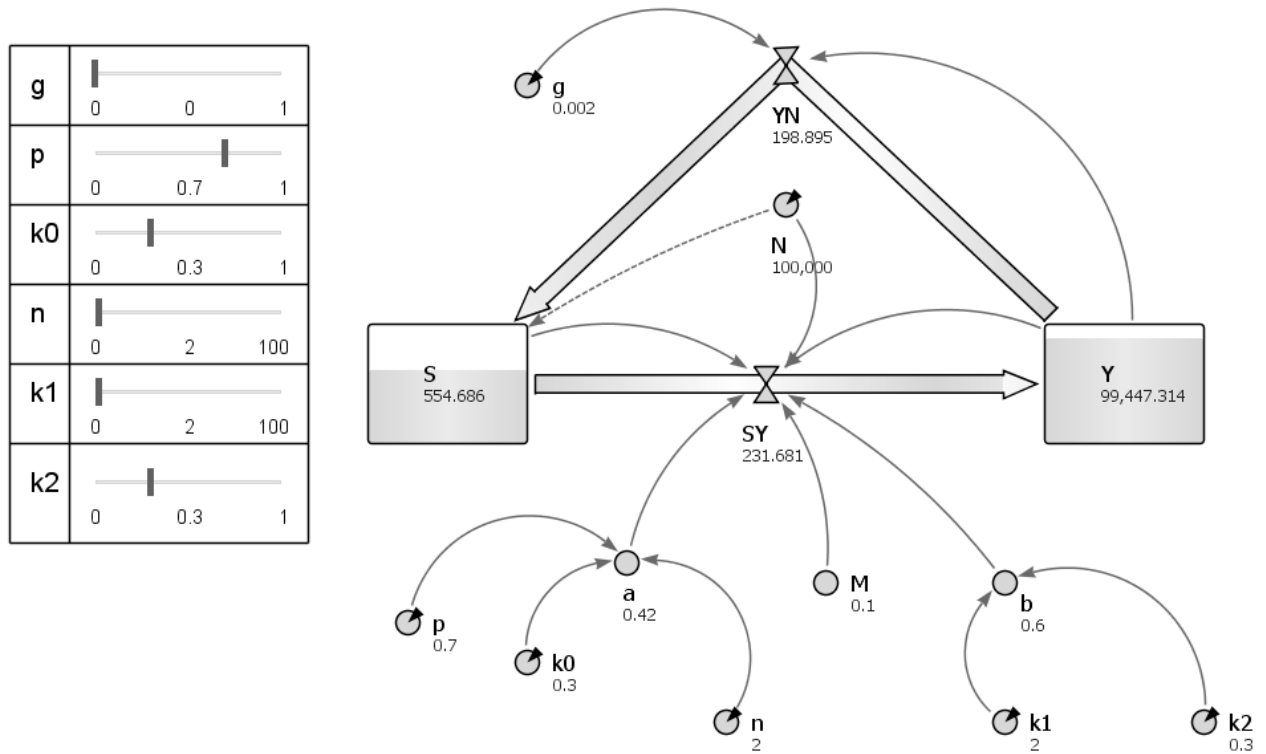 g
0 0 1
p
0 0.7 1
k0
0 0.3 1
n
0 2 100
k1
0 2 100
k2
0 0.3 1
g
0.002
YN
198.895
N
100,000
S
554.686
Y
99,447.314
SY
231.681
a
0.42
M
0.1
b
0.6
p
0.7
k0
0.3
n
2
k1
2
k2
0.3